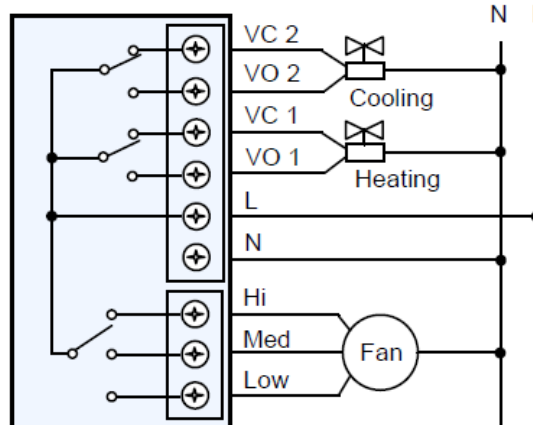 N
VC 2
VO 2
Cooling
VC 1
VO 1
Heating
L
N
Hi
Med
Fan
Low